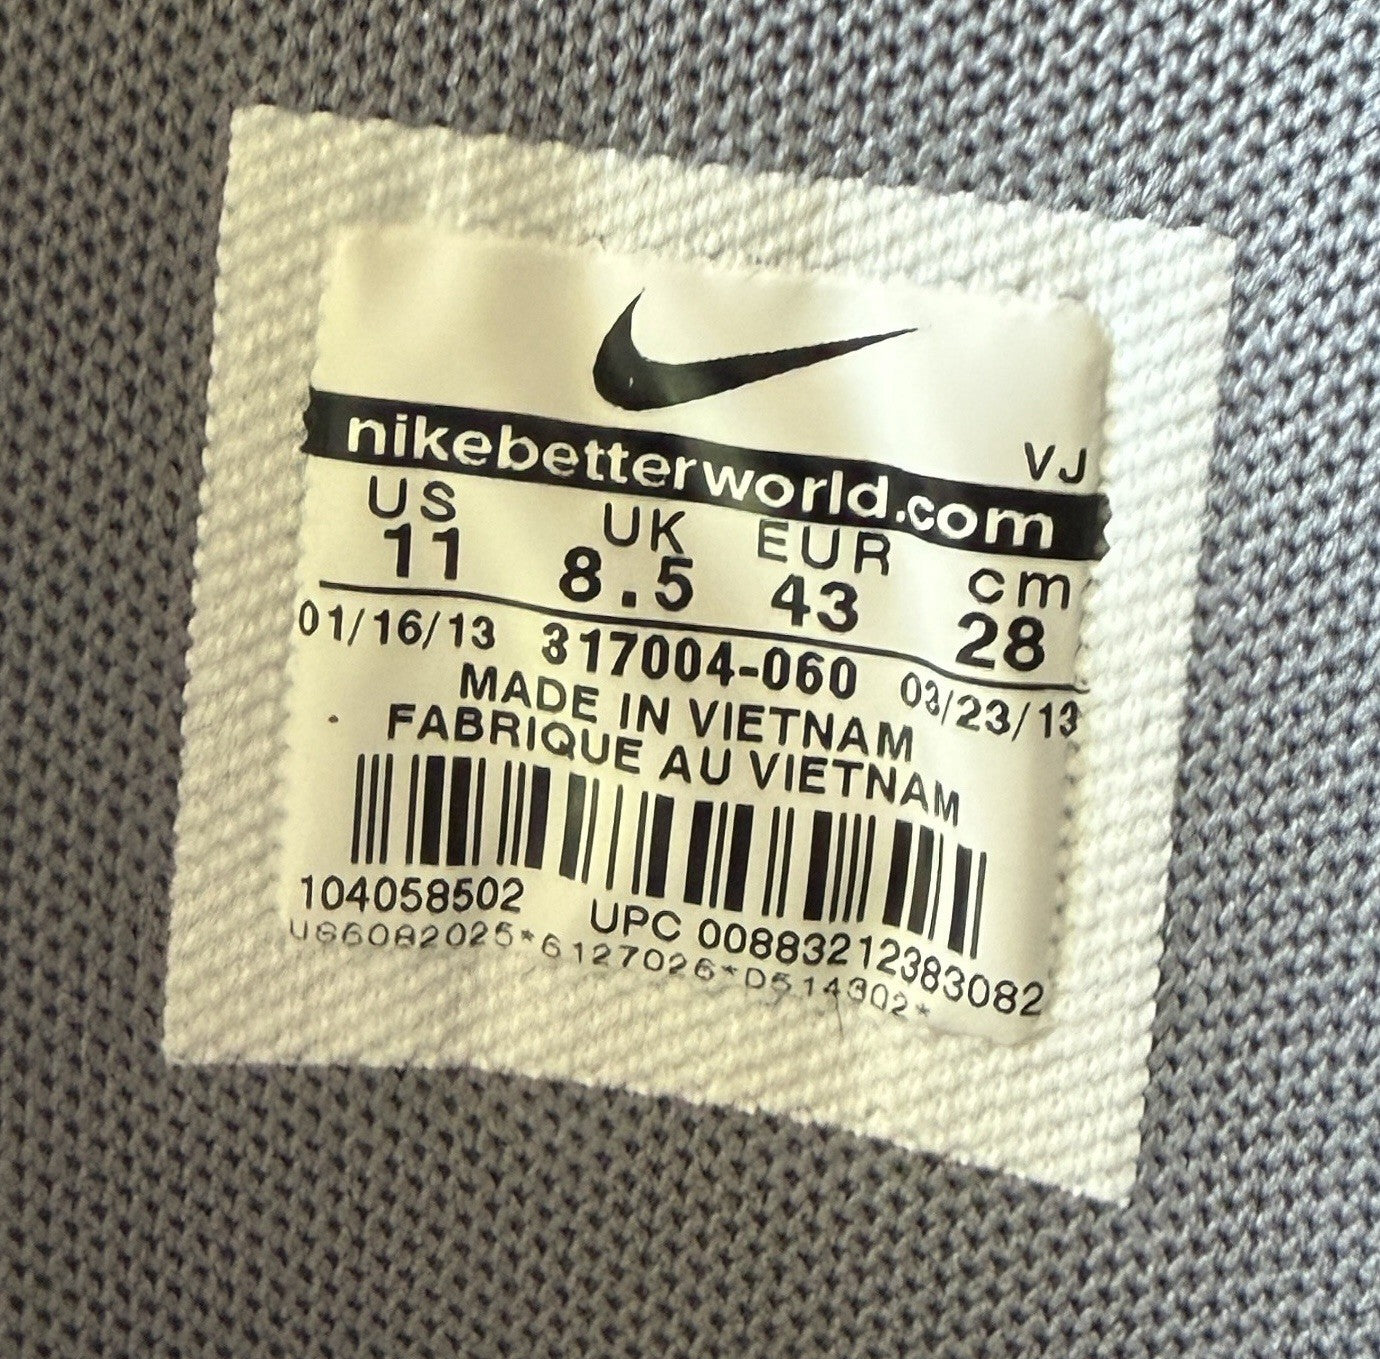 VJ
nikebetterworld.com
US UK EUR cm
11 8.5 43 28
01/16/13 317004-060 03/23/13
MADE IN VIETNAM
FABRIQUE AU VIETNAM
104058502 UPC 00883212383082
US6082025*6127026*D514302*